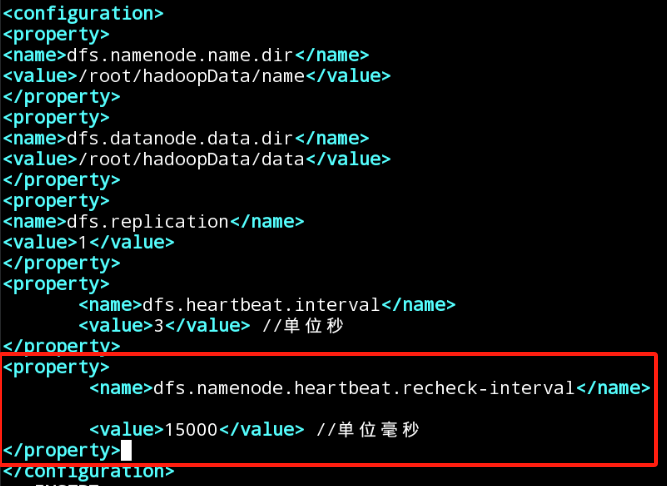 <configuration>
<property>
<name>dfs.namenode.name.dir</name>
<value>/root/hadoopData/name</value>
</property>
<property>
<name>dfs.datanode.data.dir</name>
<value>/root/hadoopData/data</value>
</property>
<property>
<name>dfs.replication</name>
<value>1</value>
</property>
<property>
<name>dfs.heartbeat.interval</name>
<value>3</value> //单位秒
</property>
<property>
<name>dfs.namenode.heartbeat.recheck-interval</name>
<value>15000</value> //单位毫秒
</property>
</configuration>